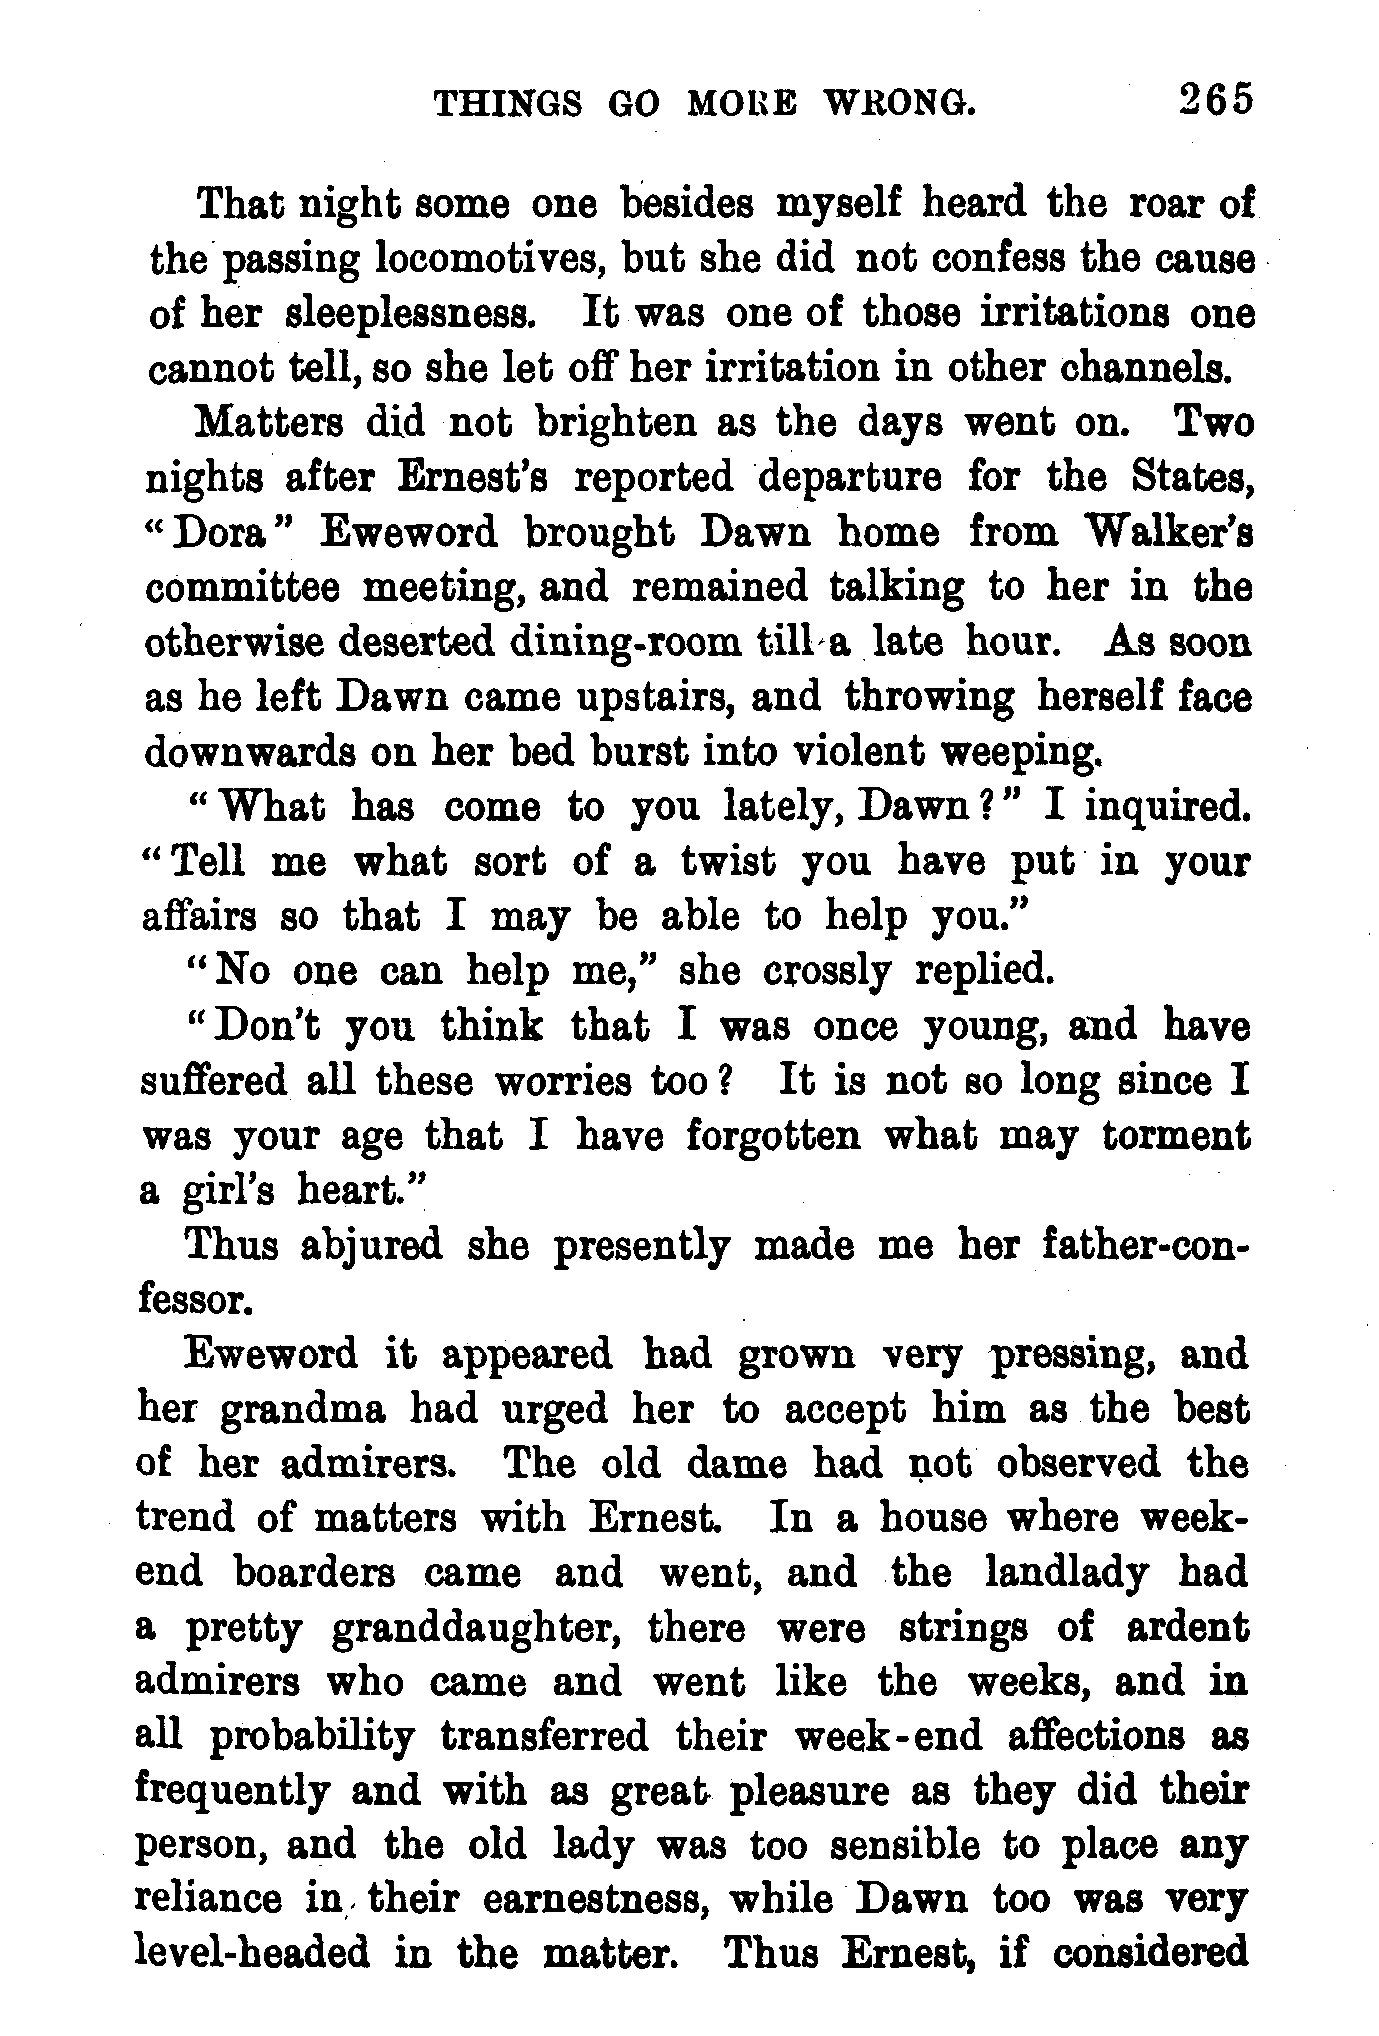 THINGS GO MORE WRONG. 265
That night some one besides myself heard the roar of
the passing locomotives, but she did not confess the cause
of her sleeplessness. It was one of those irritations one
cannot tell, so she let off her irritation in other channels.
Matters did not brighten as the days went on. Two
nights after Ernest's reported departure for the States,
"Dora" Eweword brought Dawn home from Walker's
committee meeting, and remained talking to her in the
otherwise deserted dining-room till a late hour. As soon
as he left Dawn came upstairs, and throwing herself face
downwards on her bed burst into violent weeping.
"What has come to you lately, Dawn?" I inquired.
"Tell me what sort of a twist you have put in your
affairs so that I may be able to help you."
"No one can help me," she crossly replied.
"Don't you think that I was once young, and have
suffered all these worries too? It is not so long since I
was your age that I have forgotten what may torment
a girl's heart."
Thus abjured she presently made me her father-con-
fessor.
Eweword it appeared had grown very pressing, and
her grandma had urged her to accept him as the best
of her admirers. The old dame had not observed the
trend of matters with Ernest. In a house where week-
end boarders came and went, and the landlady had
a pretty granddaughter, there were strings of ardent
admirers who came and went like the weeks, and in
all probability transferred their week-end affections as
frequently and with as great pleasure as they did their
person, and the old lady was too sensible to place any
reliance in their earnestness, while Dawn too was very
level-headed in the matter. Thus Ernest, if considered